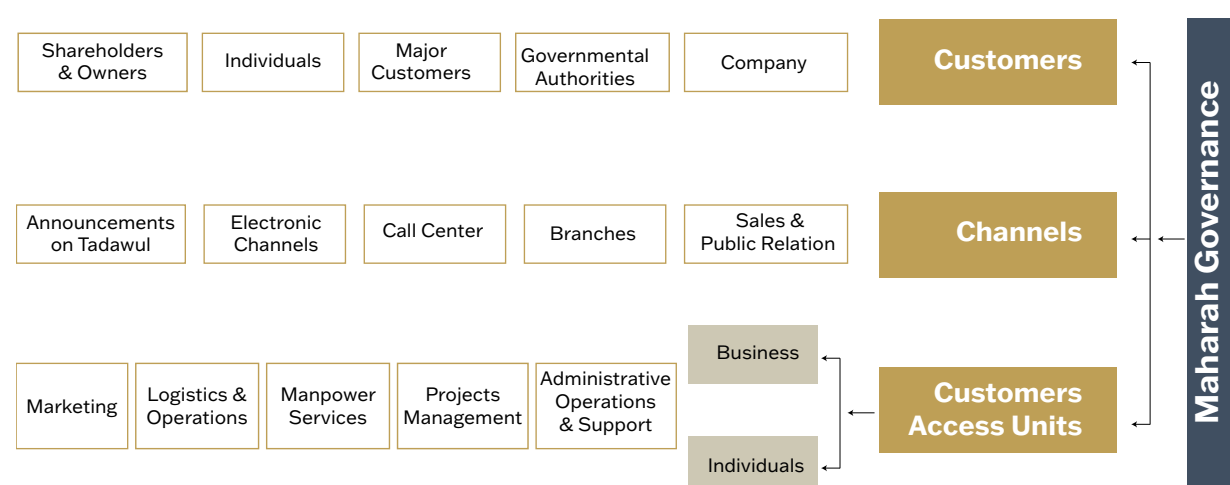 Shareholders
& Owners
Individuals
Major
Customers
Governmental
Authorities
Company
Customers
Announcements
on Tadawul
Electronic
Channels
Call Center
Branches
Sales &
Public Relation
Channels
Marketing
Logistics &
Operations
Manpower
Services
Projects
Management
Administrative
Operations
& Support
Business
Individuals
Customers
Access Units
Maharah Governance